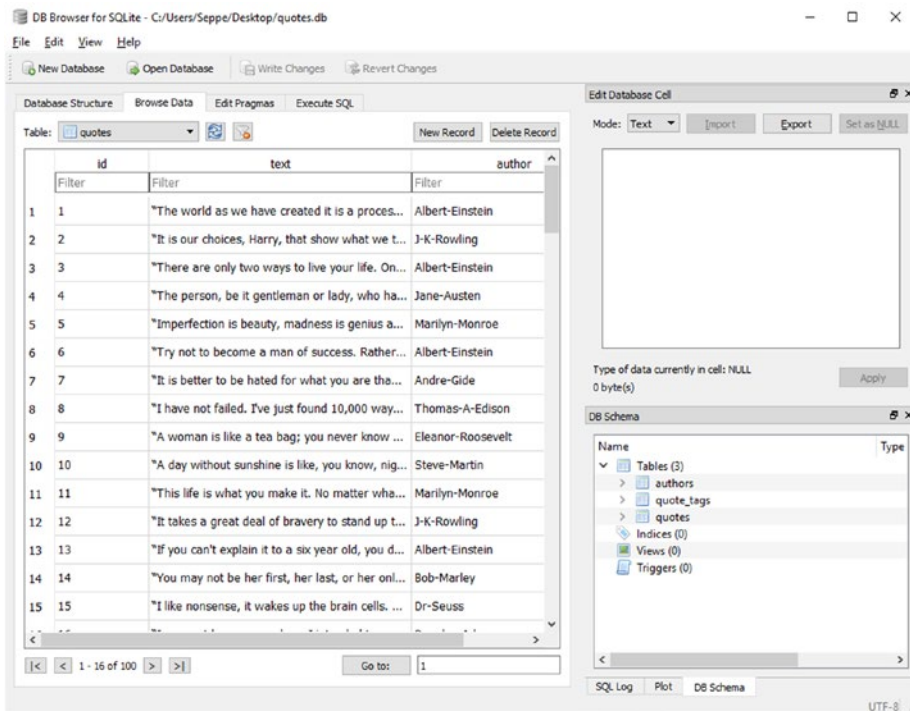 DB Browser for SQLite - C:/Users/Seppe/Desktop/quotes.db
File Edit View Help
New Database Open Database Write Changes Revert Changes
Database Structure Browse Data Edit Pragmas Execute SQL
Table: quotes New Record Delete Record
id text author
Filter Filter Filter
1 1 “The world as we have created it is a proces... Albert-Einstein
2 2 “It is our choices, Harry, that show what we t... J-K-Rowling
3 3 “There are only two ways to live your life. On... Albert-Einstein
4 4 “The person, be it gentleman or lady, who ha... Jane-Austen
5 5 “Imperfection is beauty, madness is genius a... Marilyn-Monroe
6 6 “Try not to become a man of success. Rather... Albert-Einstein
7 7 “It is better to be hated for what you are tha... Andre-Gide
8 8 “I have not failed. I've just found 10,000 way... Thomas-A-Edison
9 9 “A woman is like a tea bag; you never know ... Eleanor-Roosevelt
10 10 “A day without sunshine is like, you know, nig... Steve-Martin
11 11 “This life is what you make it. No matter wha... Marilyn-Monroe
12 12 “It takes a great deal of bravery to stand up t... J-K-Rowling
13 13 “If you can't explain it to a six year old, you d... Albert-Einstein
14 14 “You may not be her first, her last, or her onl... Bob-Marley
15 15 “I like nonsense, it wakes up the brain cells. ... Dr-Seuss
|< < 1 - 16 of 100 > >| Go to: 1
Edit Database Cell
Mode: Text Import Export Set as NULL
Type of data currently in cell: NULL
0 byte(s)
Apply
DB Schema
Name Type
Tables (3)
authors
quote_tags
quotes
Indices (0)
Views (0)
Triggers (0)
SQL Log Plot DB Schema
UTF-8